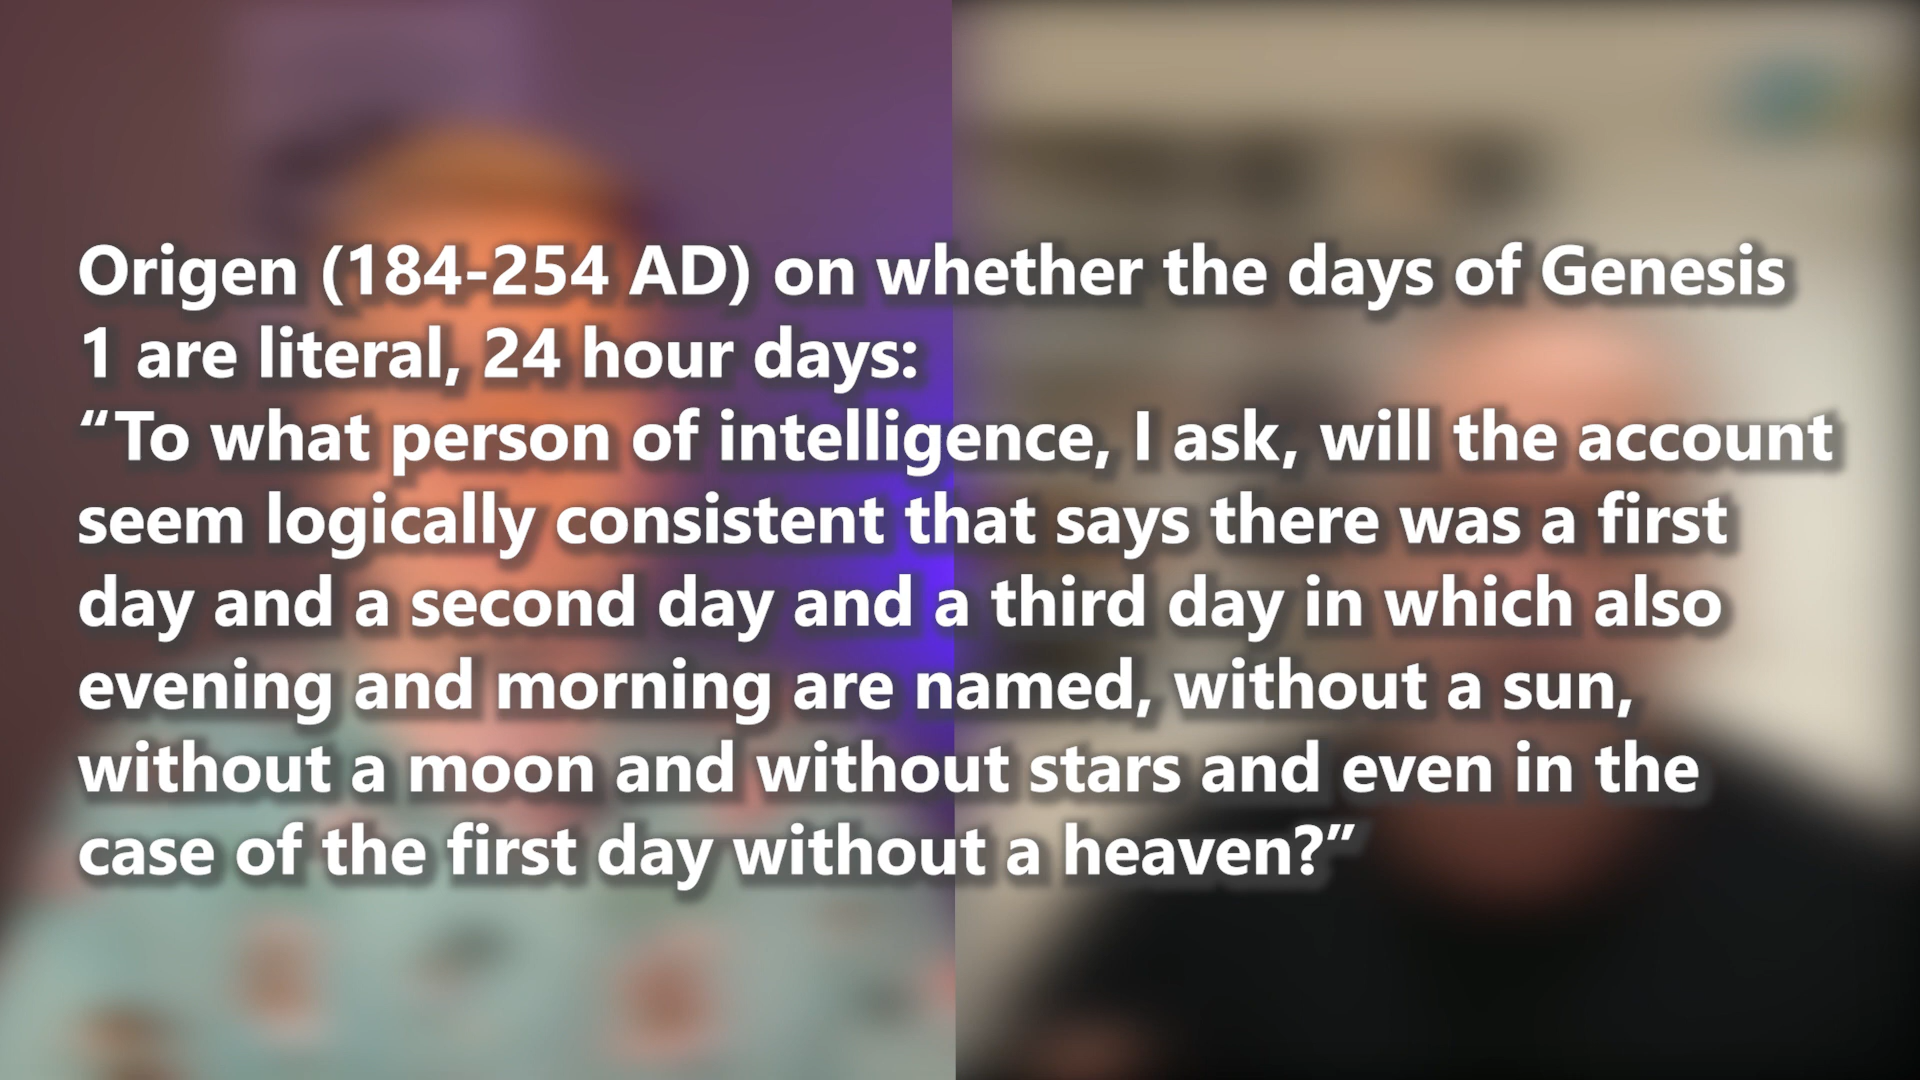 Origen (184-254 AD) on whether the days of Genesis
1 are literal, 24 hour days:
“To what person of intelligence, I ask, will the account
seem logically consistent that says there was a first
day and a second day and a third day in which also
evening and morning are named, without a sun,
without a moon and without stars and even in the
case of the first day without a heaven?”